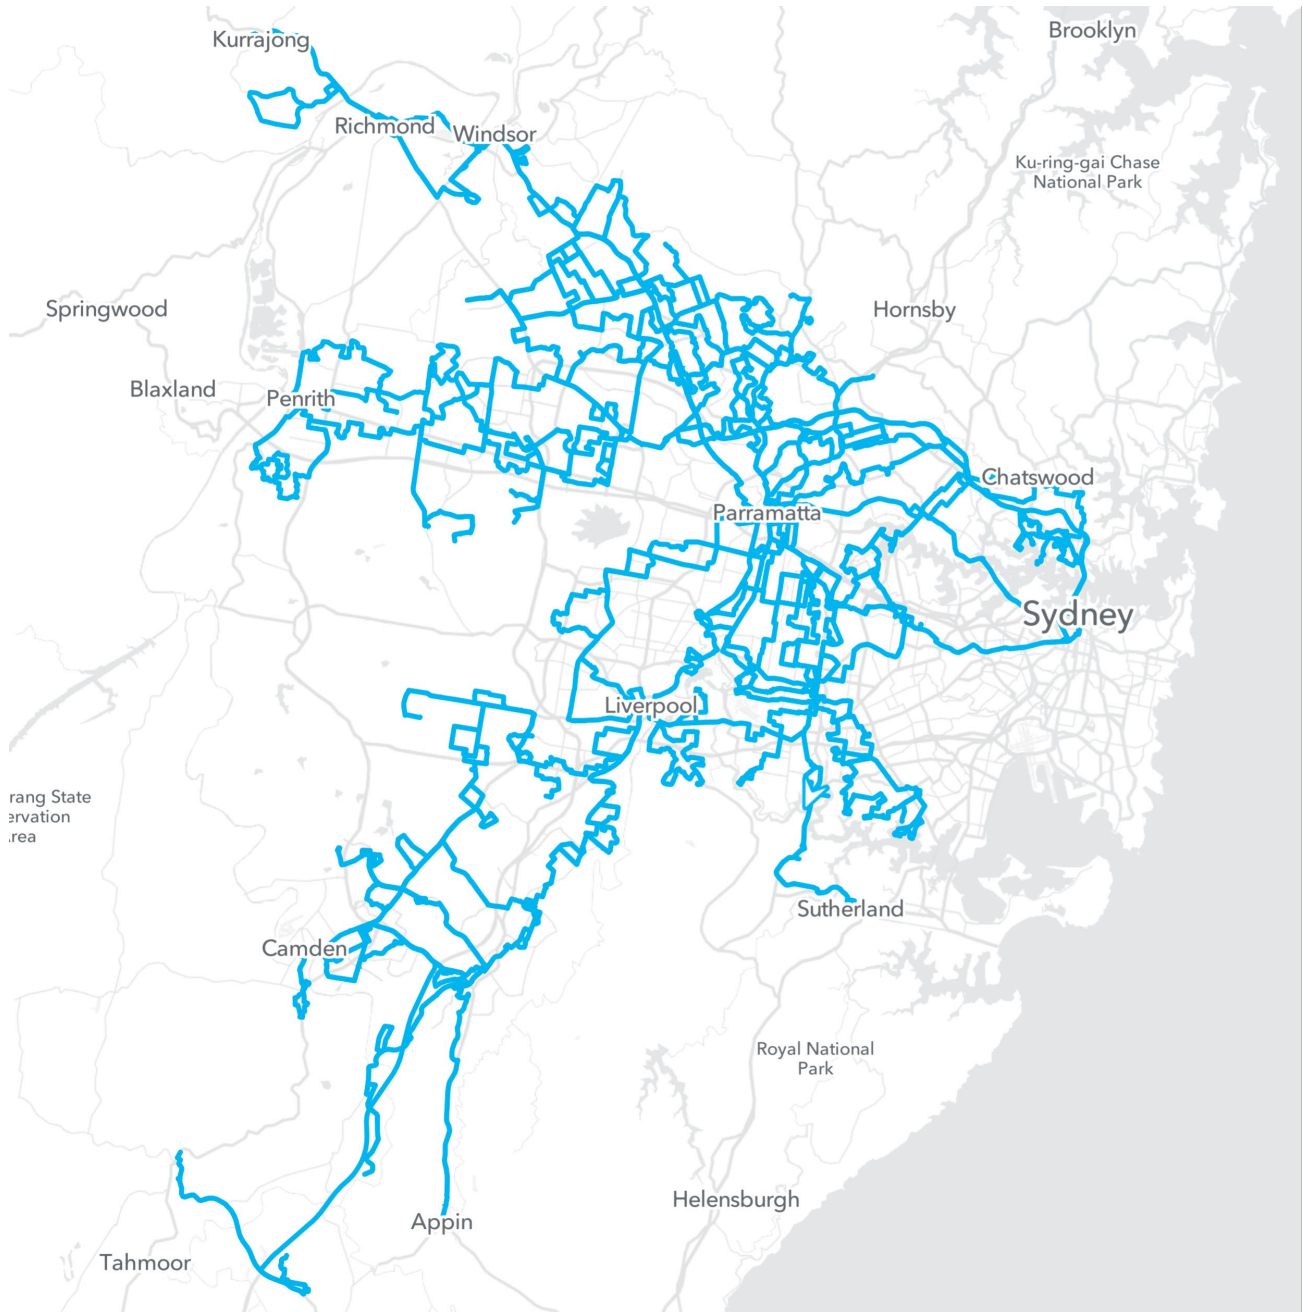 Kurrajong
Brooklyn
Richmond
Windsor
Ku-ring-gai Chase
National Park
Springwood
Hornsby
Blaxland
Penrith
Chatswood
Parramatta
Sydney
Liverpool
rang State
ervation
rea
Sutherland
Camden
Royal National
Park
Helensburgh
Appin
Tahmoor